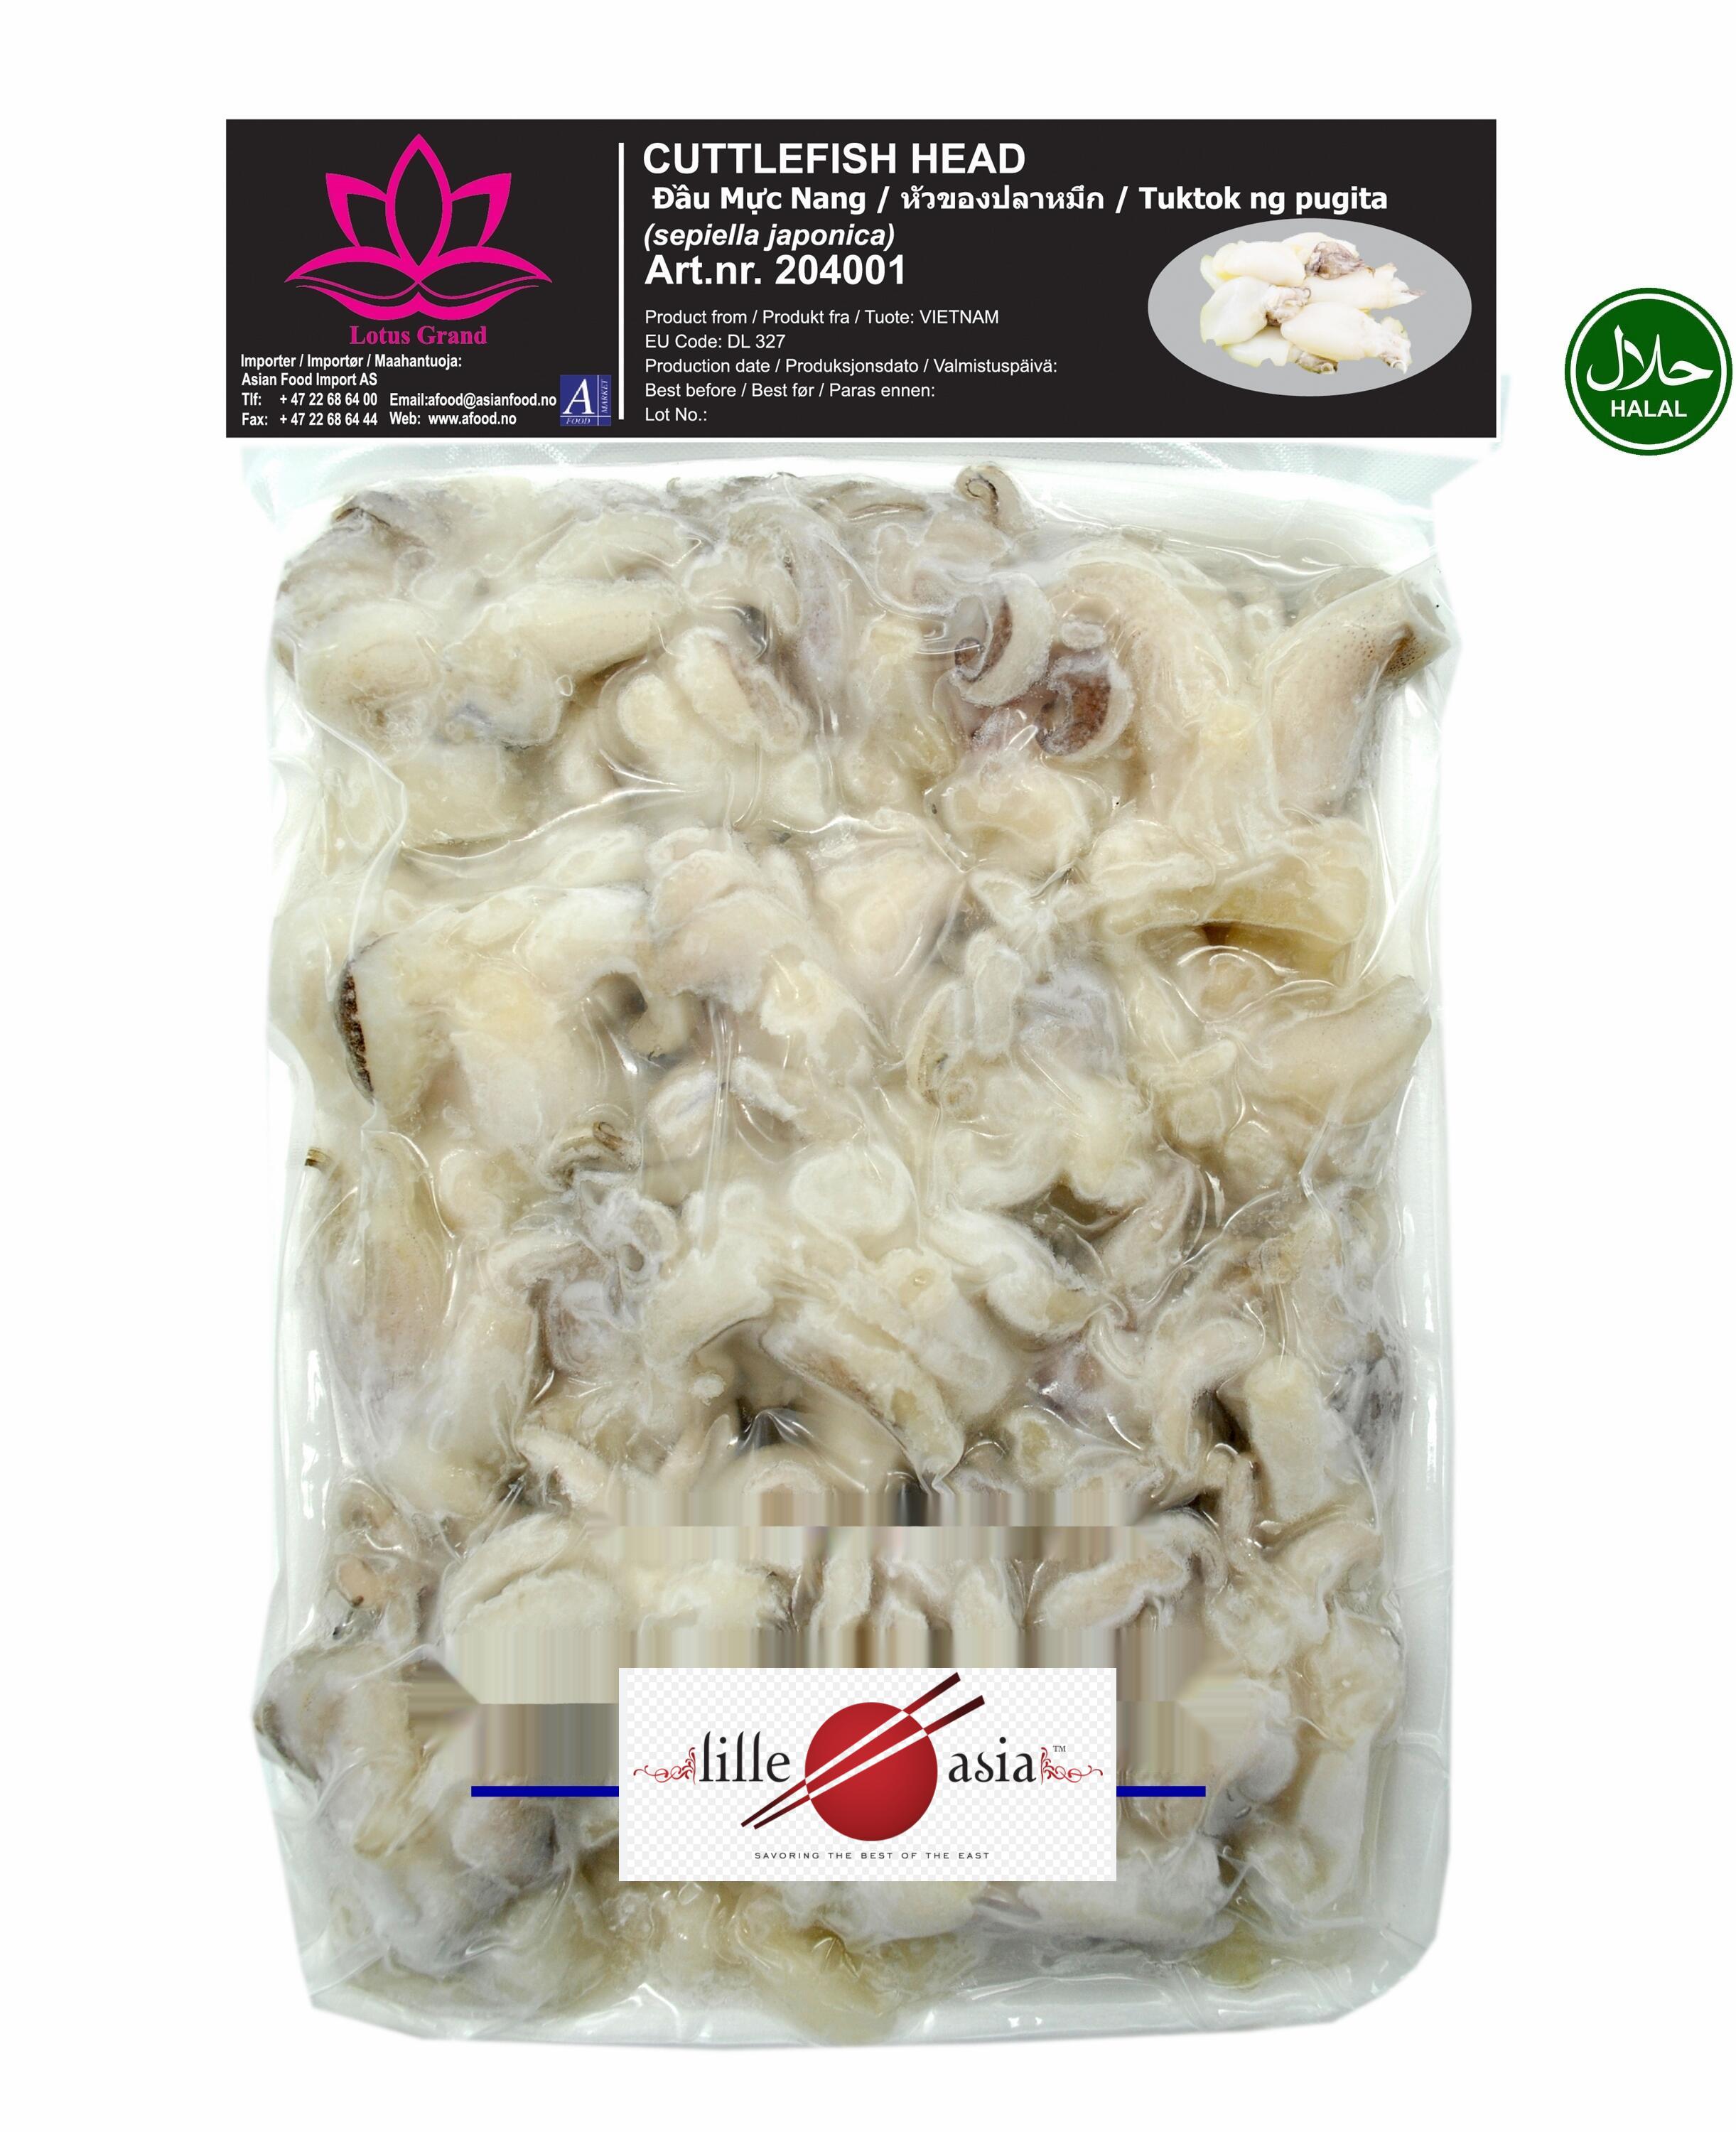 CUTTLEFISH HEAD
Đầu Mực Nang / หัวของปลาหมึก / Tuktok ng pugita
(sepiella japonica)
Art.nr. 204001
Product from / Produkt fra / Tuote: VIETNAM
EU Code: DL 327
Production date / Produksjonsdato / Valmistuspäivä:
Best before / Best før / Paras ennen:
Lot No.:
Lotus Grand
Importer / Importør / Maahantuoja:
Asian Food Import AS
Tlf: + 47 22 68 64 00 Email:afood@asianfood.no
Fax: + 47 22 68 64 44 Web: www.afood.no
A
FOOD
MARKET
حلال
HALAL
lille asia™
SAVORING THE BEST OF THE EAST